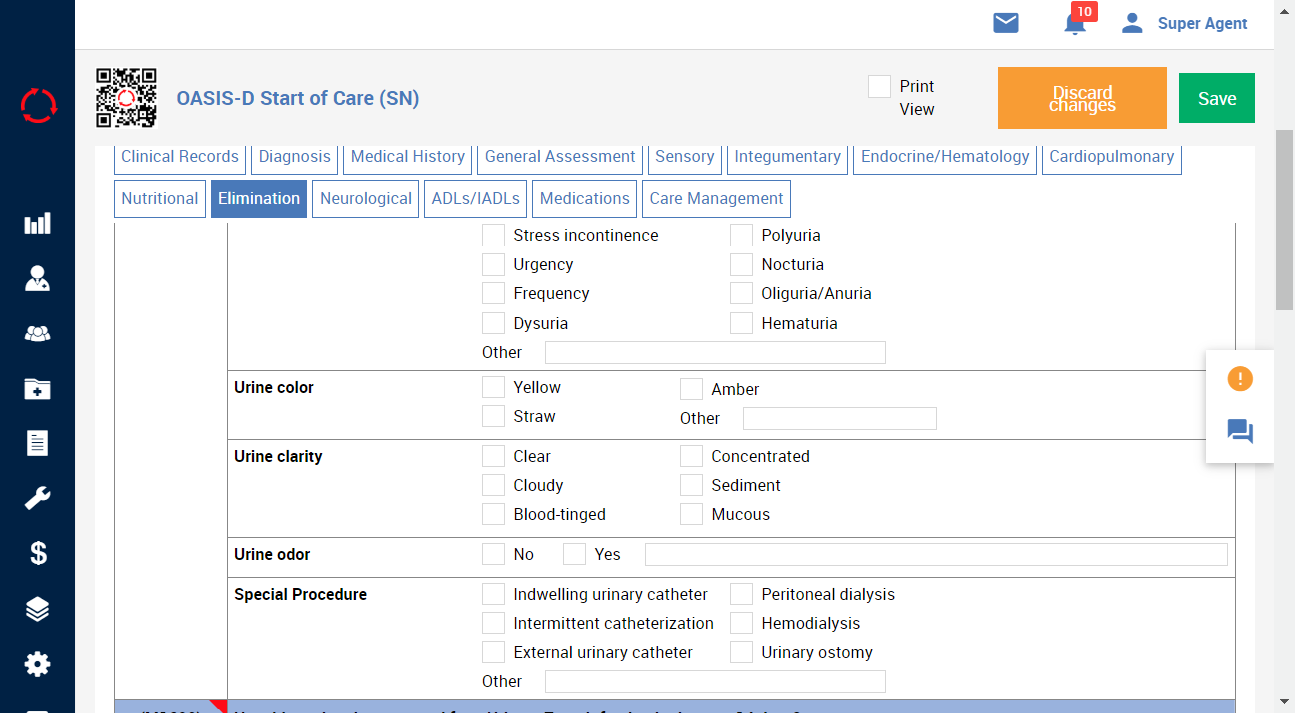 10
Super Agent
OASIS-D Start of Care (SN)
Print
View
Discard
changes
Save
Clinical Records Diagnosis Medical History General Assessment Sensory Integumentary Endocrine/Hematology Cardiopulmonary
Nutritional Elimination Neurological ADLs/IADLs Medications Care Management
Stress incontinence Polyuria
Urgency Nocturia
Frequency Oliguria/Anuria
Dysuria Hematuria
Other
Urine color Yellow Amber
Straw Other
Urine clarity Clear Concentrated
Cloudy Sediment
Blood-tinged Mucous
Urine odor No Yes
Special Procedure Indwelling urinary catheter Peritoneal dialysis
Intermittent catheterization Hemodialysis
External urinary catheter Urinary ostomy
Other